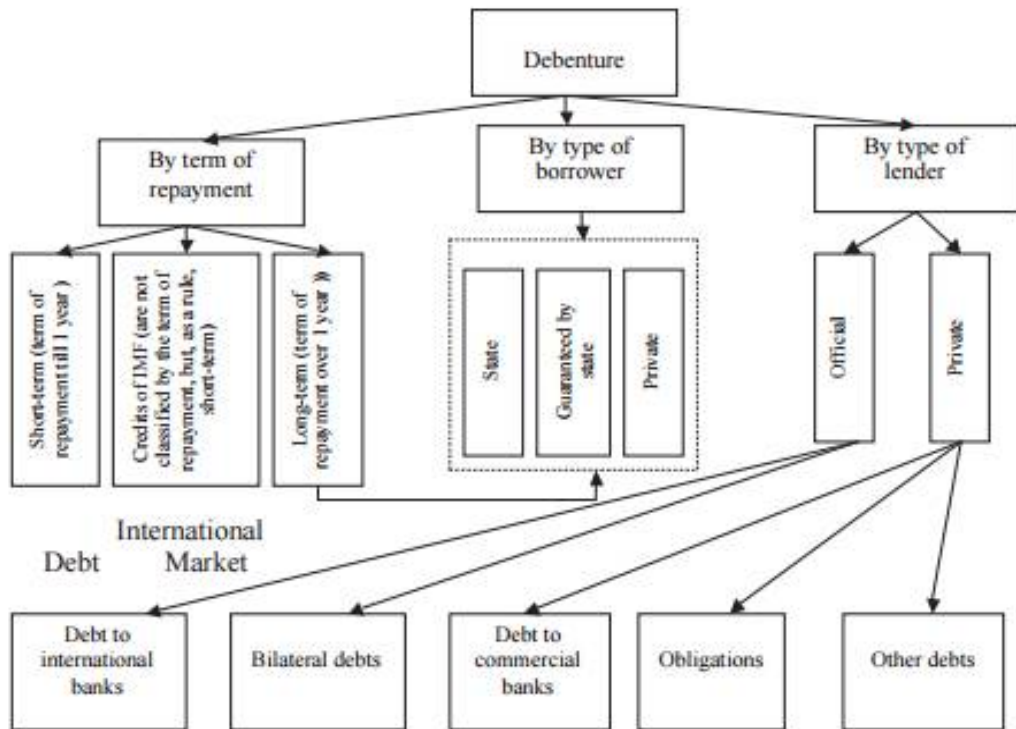 Debenture
By term of
repayment
By type of
borrower
By type of
lender
Short-term (term of
repayment till 1 year )
Credits of IMF (are not
classified by the term of
repayment, but, as a rule,
short-term)
Long-term (term of
repayment over 1 year ))
State
Guaranteed by
state
Private
Official
Private
International
Debt Market
Debt to
international
banks
Bilateral debts
Debt to
commercial
banks
Obligations
Other debts